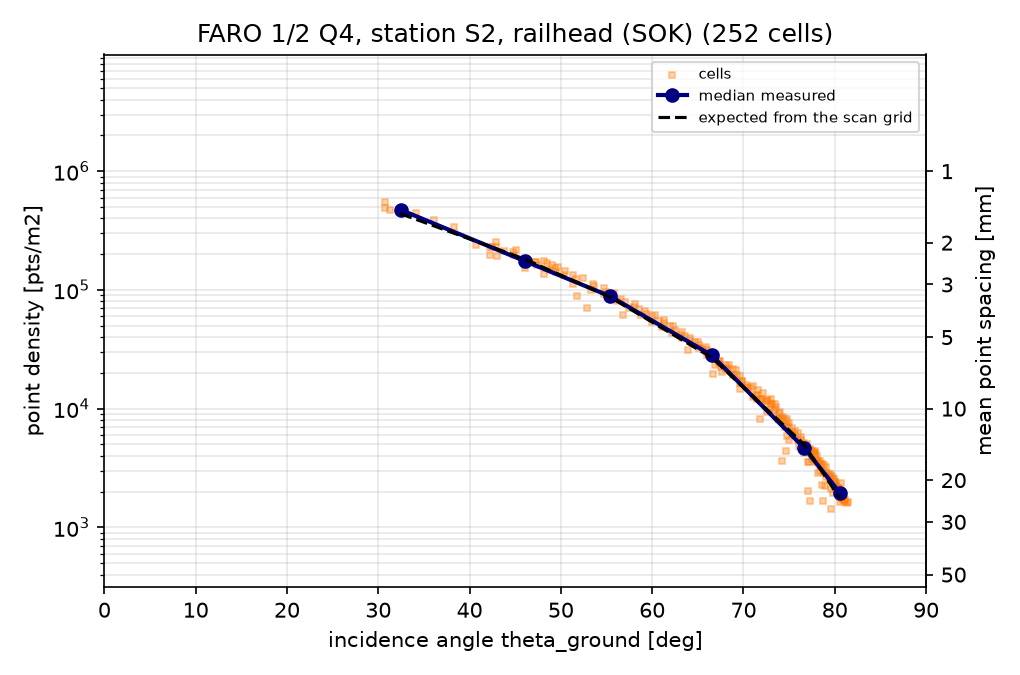 FARO 1/2 Q4, station S2, railhead (SOK) (252 cells)
cells
median measured
expected from the scan grid
point density [pts/m2]
10^6
10^5
10^4
10^3
1
2
3
5
10
20
30
50
mean point spacing [mm]
0 10 20 30 40 50 60 70 80 90
incidence angle theta_ground [deg]